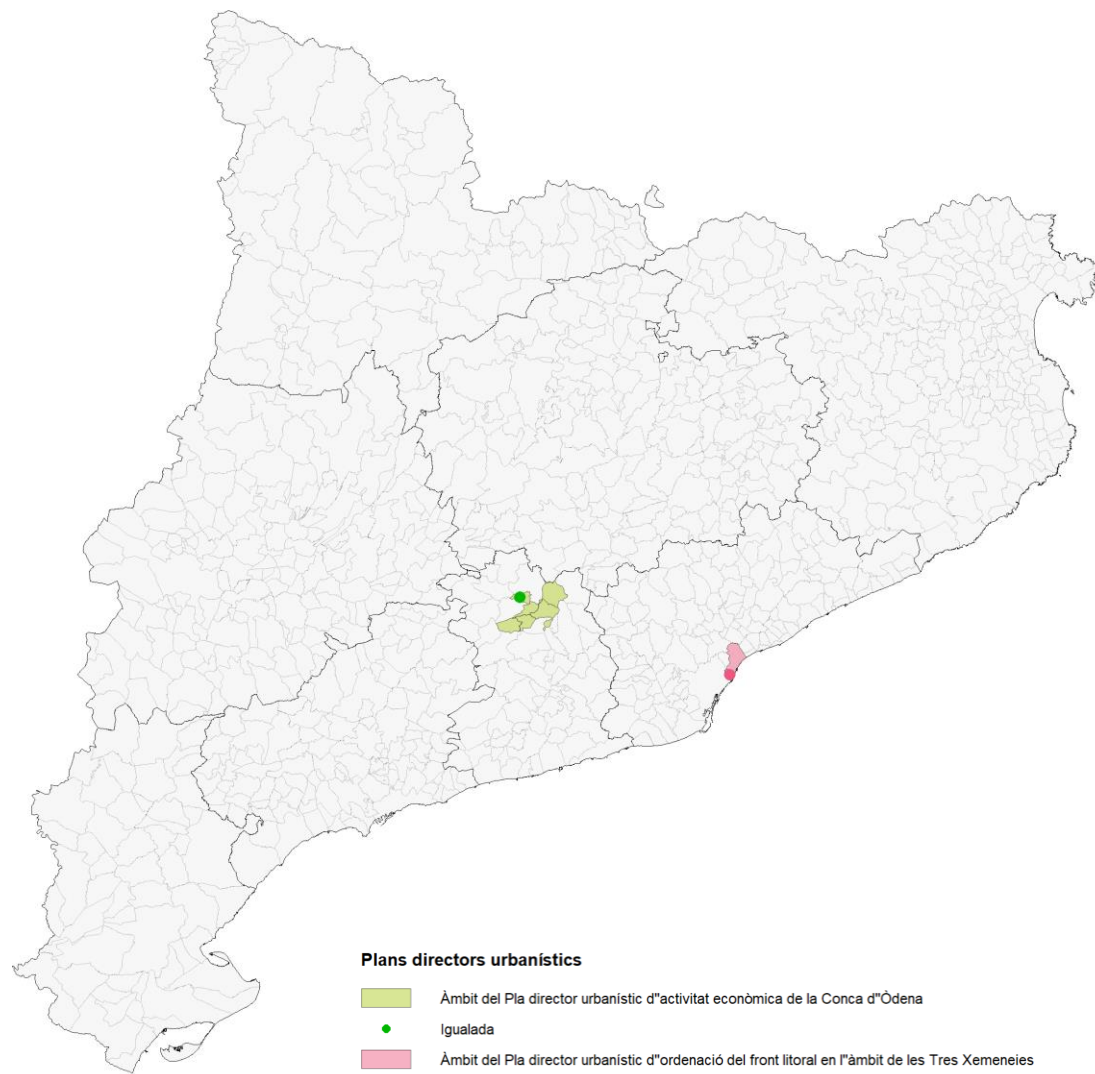 Plans directors urbanístics
Àmbit del Pla director urbanístic d"activitat econòmica de la Conca d"Òdena
Igualada
Àmbit del Pla director urbanístic d"ordenació del front litoral en l"àmbit de les Tres Xemeneies